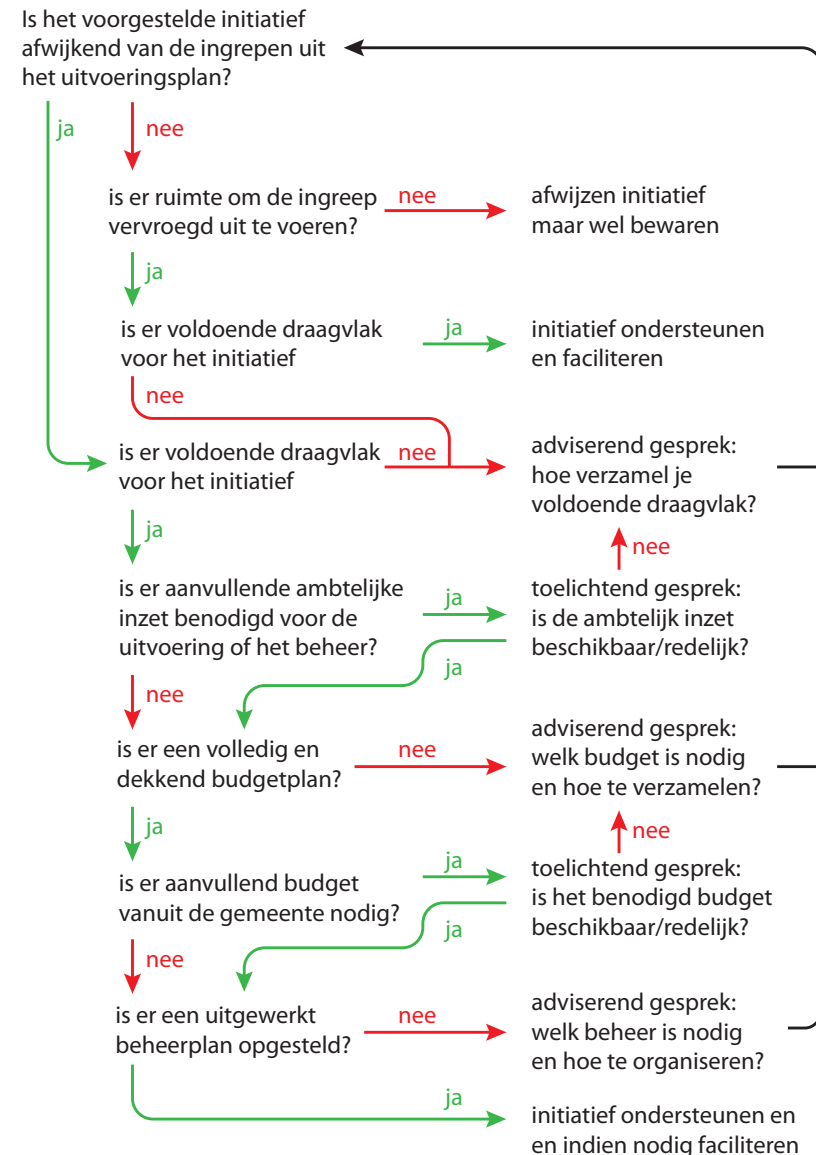 Is het voorgestelde initiatief
afwijkend van de ingrepen uit
het uitvoeringsplan?
ja
nee
is er ruimte om de ingreep
vervroegd uit te voeren?
nee
afwijzen initiatief
maar wel bewaren
ja
is er voldoende draagvlak
voor het initiatief
ja
initiatief ondersteunen
en faciliteren
nee
is er voldoende draagvlak
voor het initiatief
nee
adviserend gesprek:
hoe verzamel je
voldoende draagvlak?
ja
nee
is er aanvullende ambtelijke
inzet benodigd voor de
uitvoering of het beheer?
ja
toelichtend gesprek:
is de ambtelijk inzet
beschikbaar/redelijk?
ja
nee
is er een volledig en
dekkend budgetplan?
nee
adviserend gesprek:
welk budget is nodig
en hoe te verzamelen?
ja
nee
is er aanvullend budget
vanuit de gemeente nodig?
ja
toelichtend gesprek:
is het benodigd budget
beschikbaar/redelijk?
ja
nee
is er een uitgewerkt
beheerplan opgesteld?
nee
adviserend gesprek:
welk beheer is nodig
en hoe te organiseren?
ja
initiatief ondersteunen en
en indien nodig faciliteren